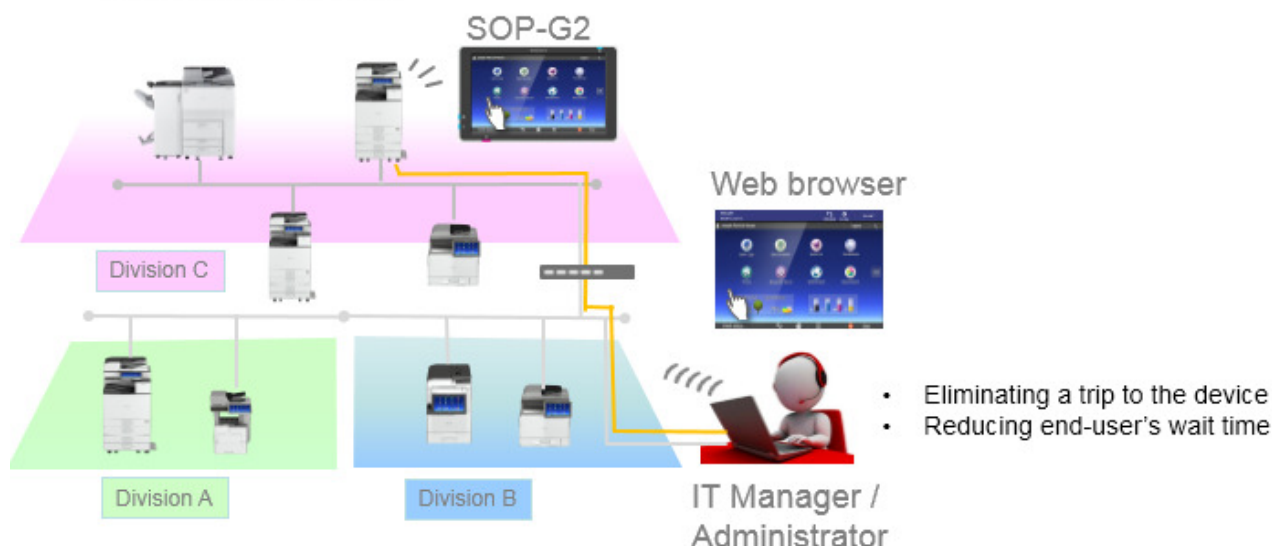 SOP-G2
Web browser
Division C
• Eliminating a trip to the device
• Reducing end-user's wait time
Division A
Division B
IT Manager /
Administrator